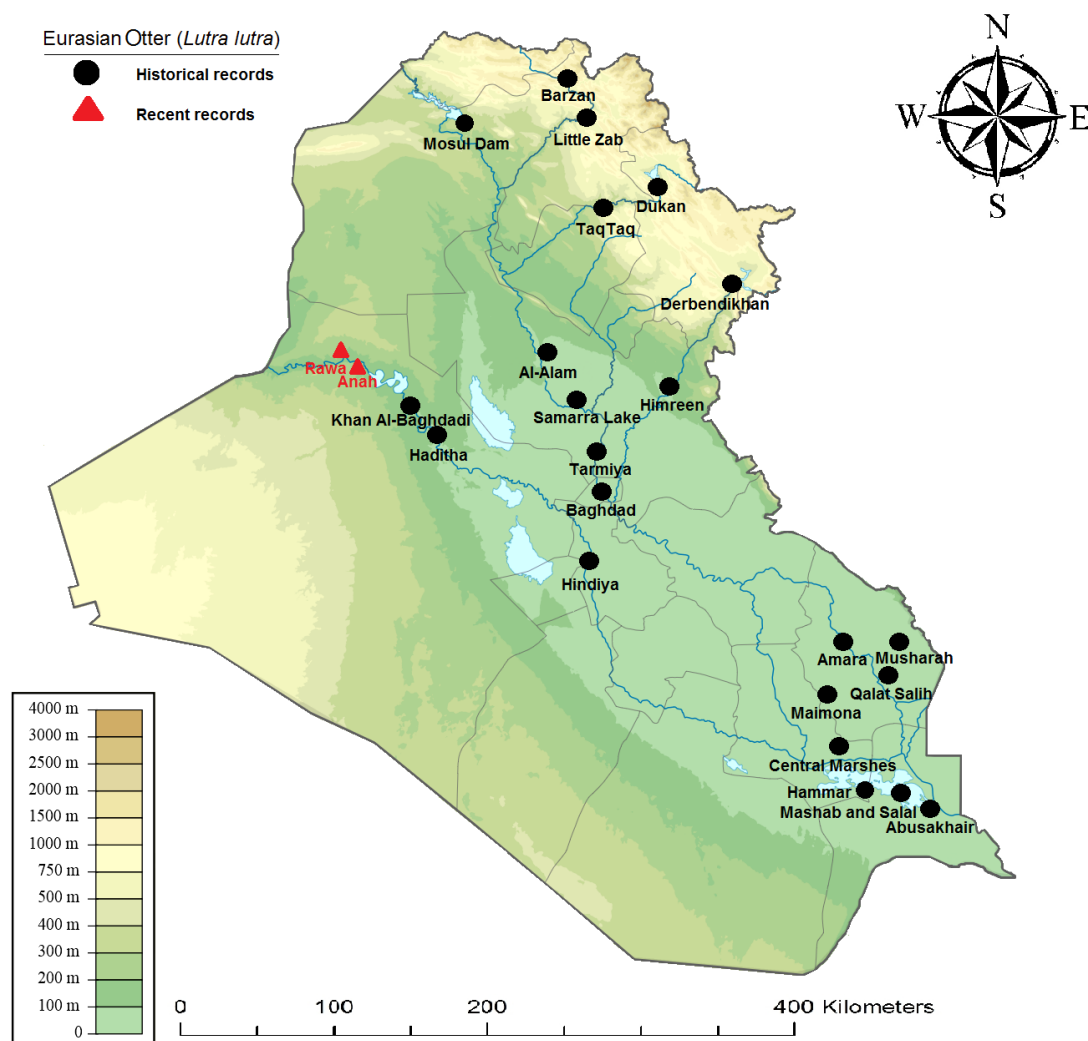 Eurasian Otter (Lutra lutra)
Historical records
Recent records
N
W
E
S
Barzan
Mosul Dam
Little Zab
Dukan
TaqTaq
Derbendikhan
Al-Alam
Rawa
Anah
Himreen
Samarra Lake
Khan Al-Baghdadi
Haditha
Tarmiya
Baghdad
Hindiya
Amara
Musharah
Qalat Salih
Maimona
Central Marshes
Hammar
Mashab and Salal
Abusakhair
4000 m
3000 m
2500 m
2000 m
1500 m
1000 m
750 m
500 m
400 m
300 m
200 m
100 m
0
0 100 200 400 Kilometers